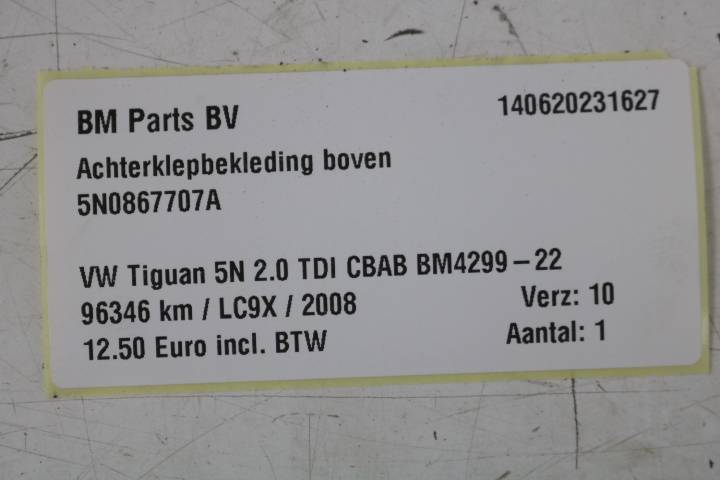 BM Parts BV 140620231627
Achterklepbekleding boven
5N0867707A
VW Tiguan 5N 2.0 TDI CBAB BM4299-22
96346 km / LC9X / 2008 Verz: 10
12.50 Euro incl. BTW Aantal: 1